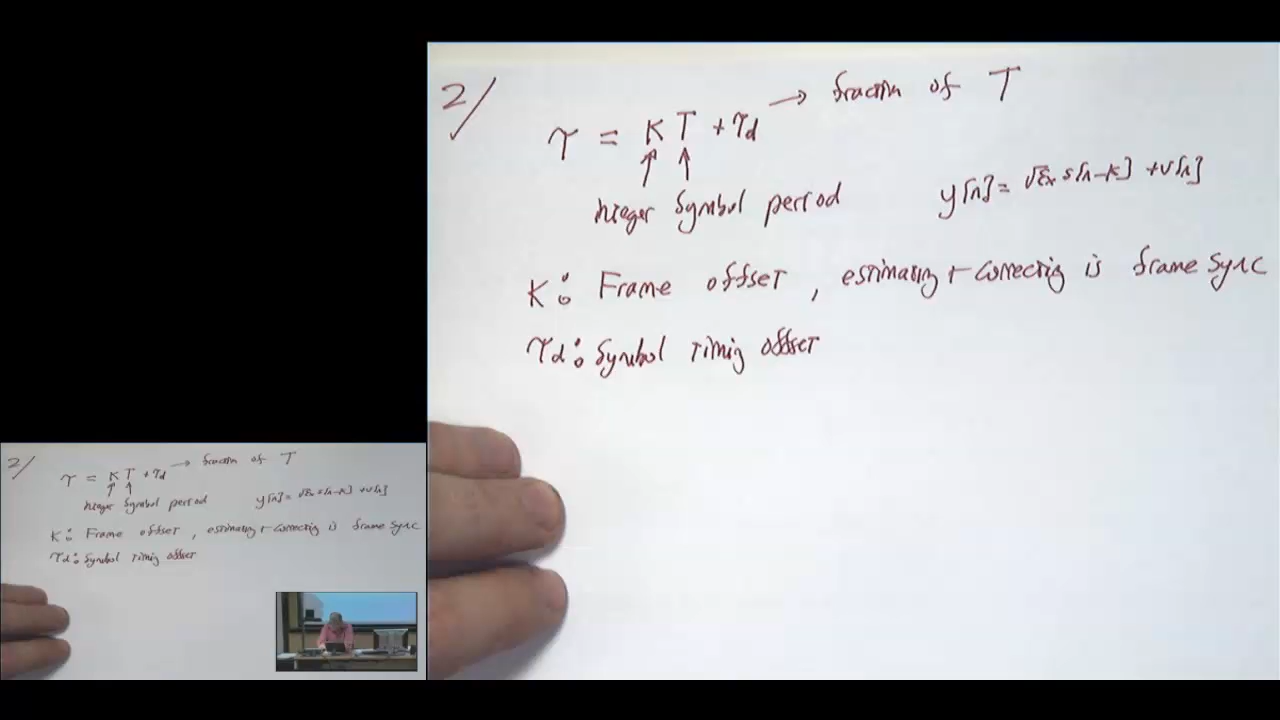 2/
τ = K T + τd → fraction of T
integer symbol period
y[n] = √Ex s[n-K] + v[n]
K: Frame offset, estimating + correcting is frame sync
τd: Symbol timing offset